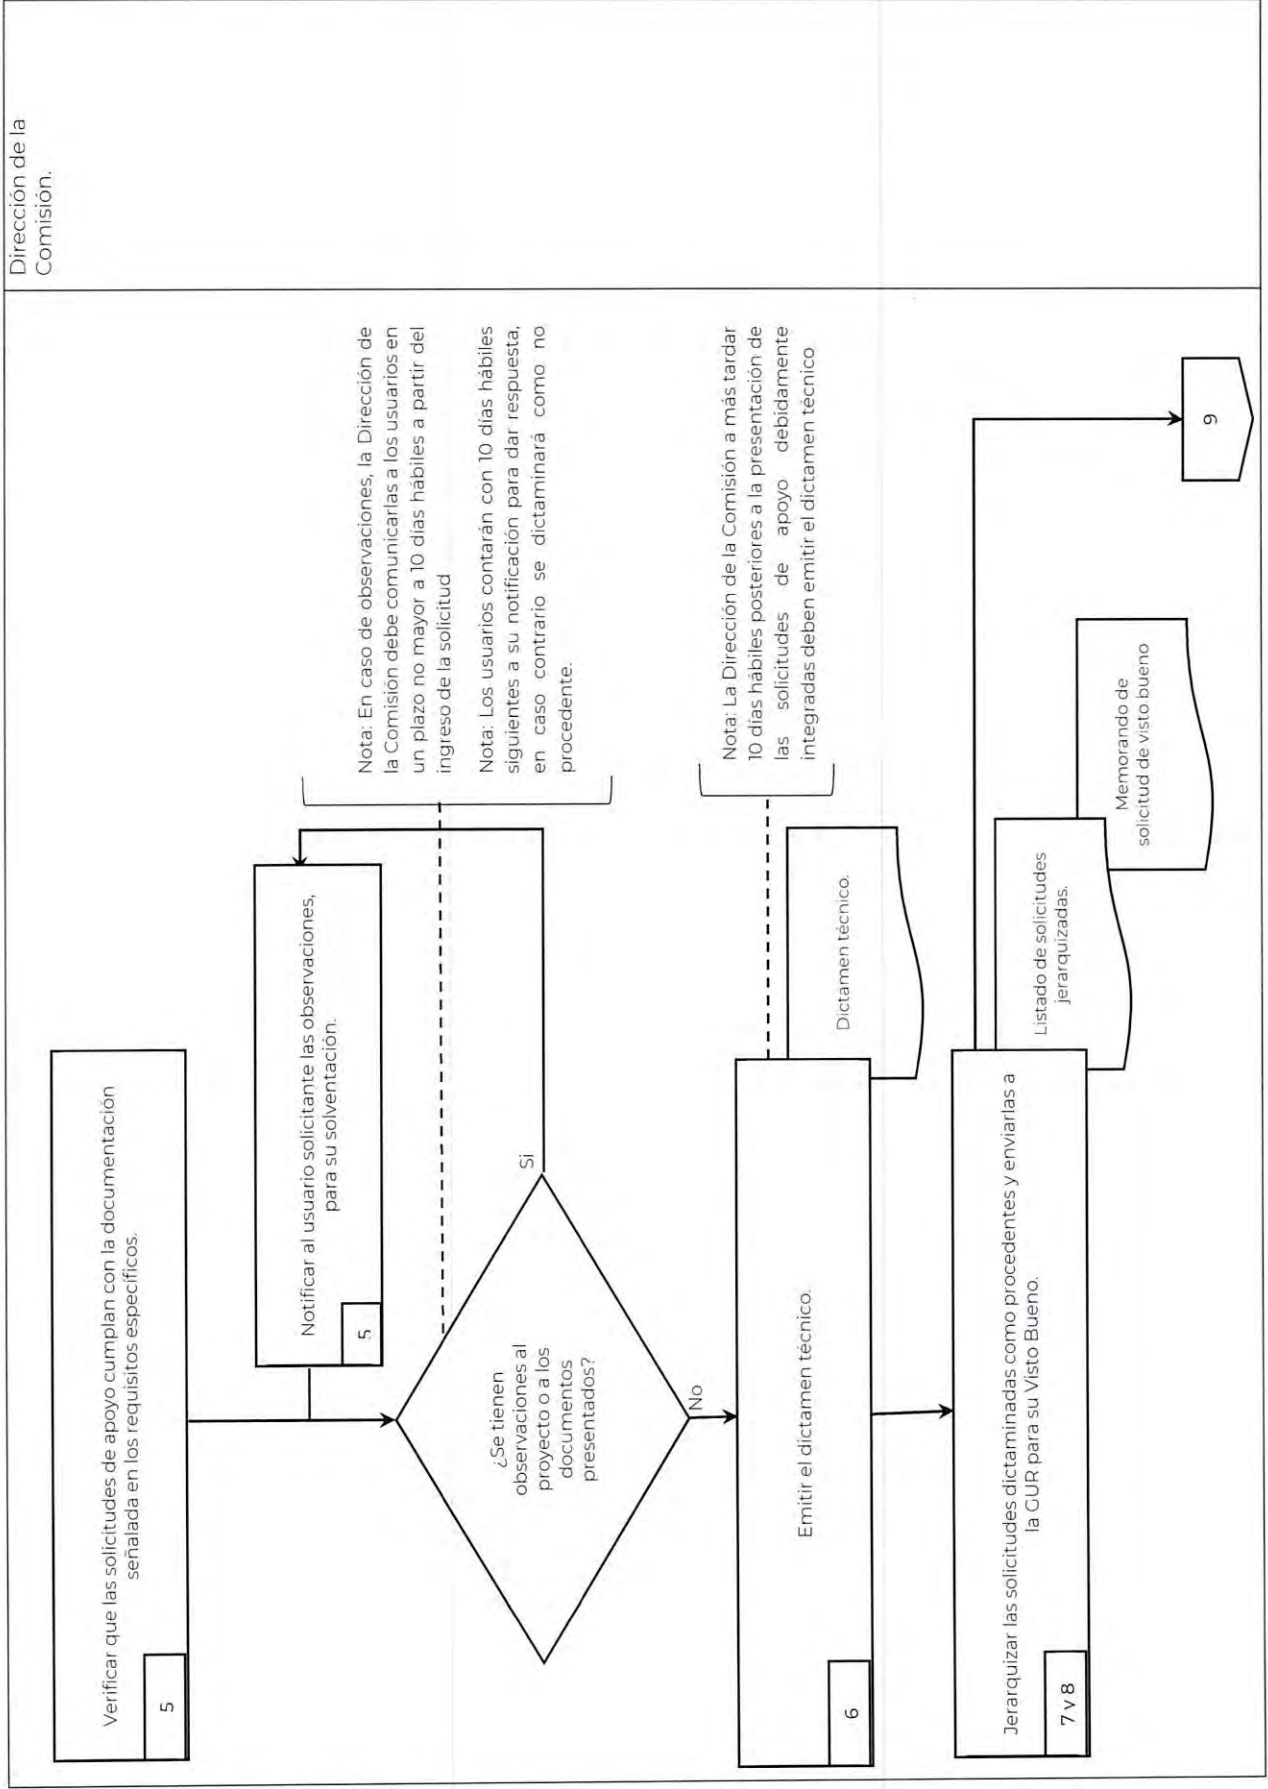 Dirección de la
Comisión.
Verificar que las solicitudes de apoyo cumplan con la documentación
señalada en los requisitos específicos.
5
Notificar al usuario solicitante las observaciones,
para su solventación.
5
Nota: En caso de observaciones, la Dirección de
la Comisión debe comunicarlas a los usuarios en
un plazo no mayor a 10 días hábiles a partir del
ingreso de la solicitud
Nota: Los usuarios contarán con 10 días hábiles
siguientes a su notificación para dar respuesta,
en caso contrario se dictaminará como no
procedente.
¿Se tienen
observaciones al
proyecto o a los
documentos
presentados?
Si
No
Emitir el dictamen técnico.
6
Dictamen técnico.
Nota: La Dirección de la Comisión a más tardar
10 días hábiles posteriores a la presentación de
las solicitudes de apoyo debidamente
integradas deben emitir el dictamen técnico
Jerarquizar las solicitudes dictaminadas como procedentes y enviarlas a
la GUR para su Visto Bueno.
7 y 8
Listado de solicitudes
jerarquizadas.
Memorando de
solicitud de visto bueno
9